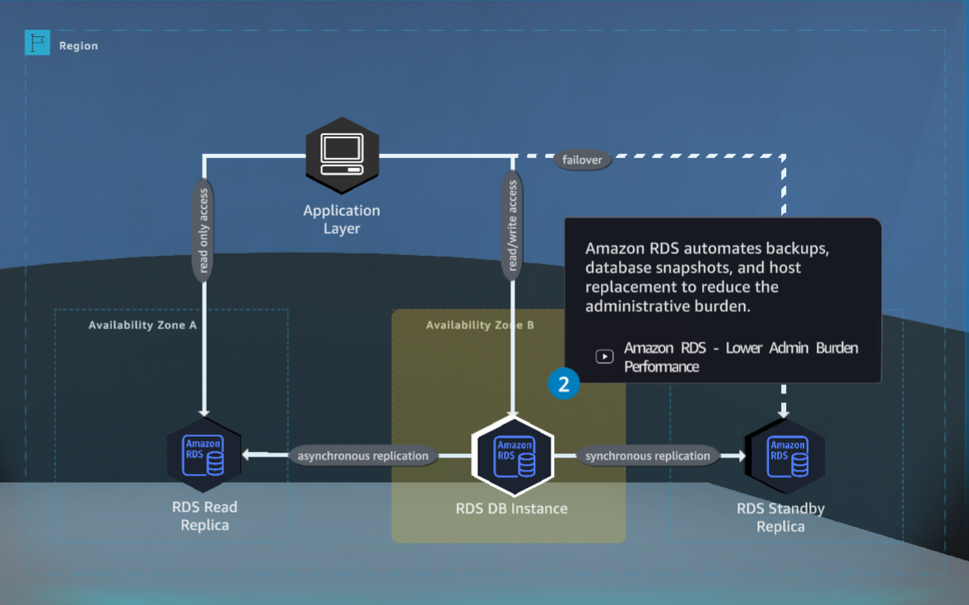 Region
failover
read only access
read/write access
Application
Layer
Amazon RDS automates backups,
database snapshots, and host
replacement to reduce the
administrative burden.
Amazon RDS - Lower Admin Burden
Performance
2
Availability Zone A
Availability Zone B
Amazon
RDS
asynchronous replication
Amazon
RDS
synchronous replication
Amazon
RDS
RDS Read
Replica
RDS DB Instance
RDS Standby
Replica